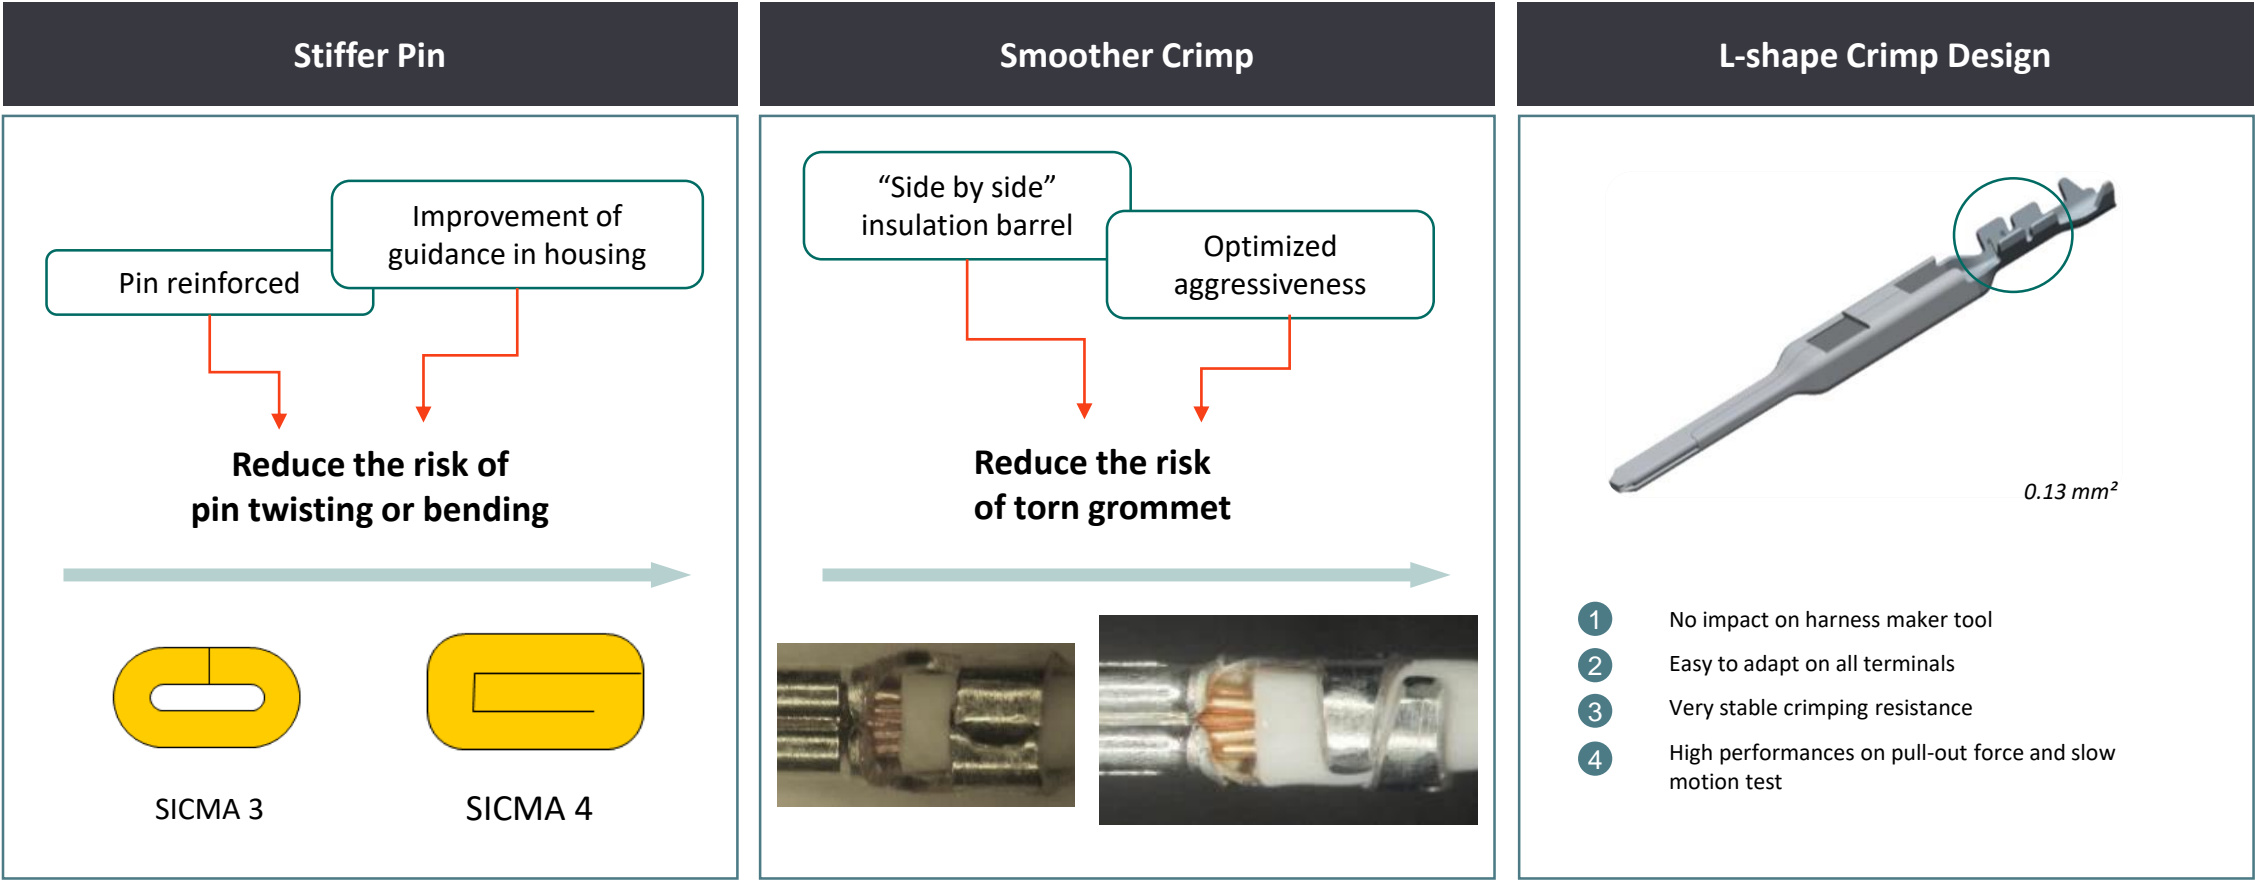 Stiffer Pin
Pin reinforced
Improvement of
guidance in housing
Reduce the risk of
pin twisting or bending
SICMA 3
SICMA 4
Smoother Crimp
“Side by side”
insulation barrel
Optimized
aggressiveness
Reduce the risk
of torn grommet
L-shape Crimp Design
0.13 mm²
1 No impact on harness maker tool
2 Easy to adapt on all terminals
3 Very stable crimping resistance
4 High performances on pull-out force and slow
motion test